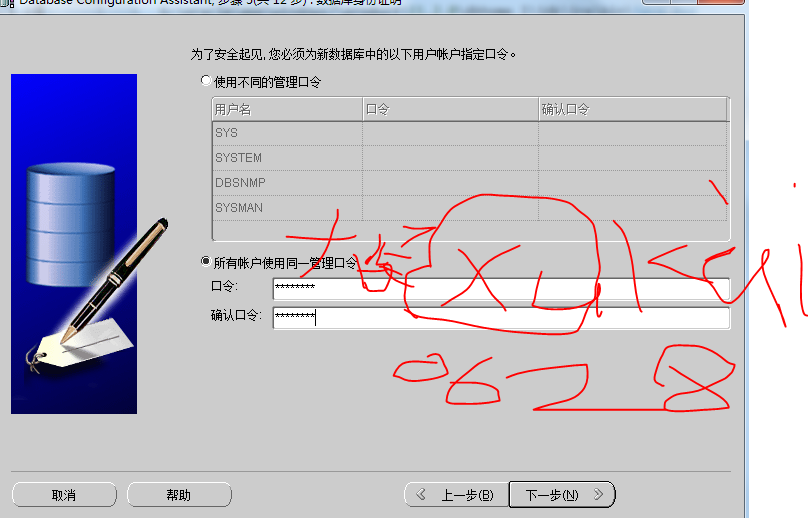 Database Configuration Assistant, 步骤 5(共 12 步) : 数据库身份证明
为了安全起见, 您必须为新数据库中的以下用户帐户指定口令。
使用不同的管理口令
用户名 口令 确认口令
SYS
SYSTEM
DBSNMP
SYSMAN
所有帐户使用同一管理口令
口令: ********
确认口令: ********
0628
取消 帮助 上一步(B) 下一步(N)